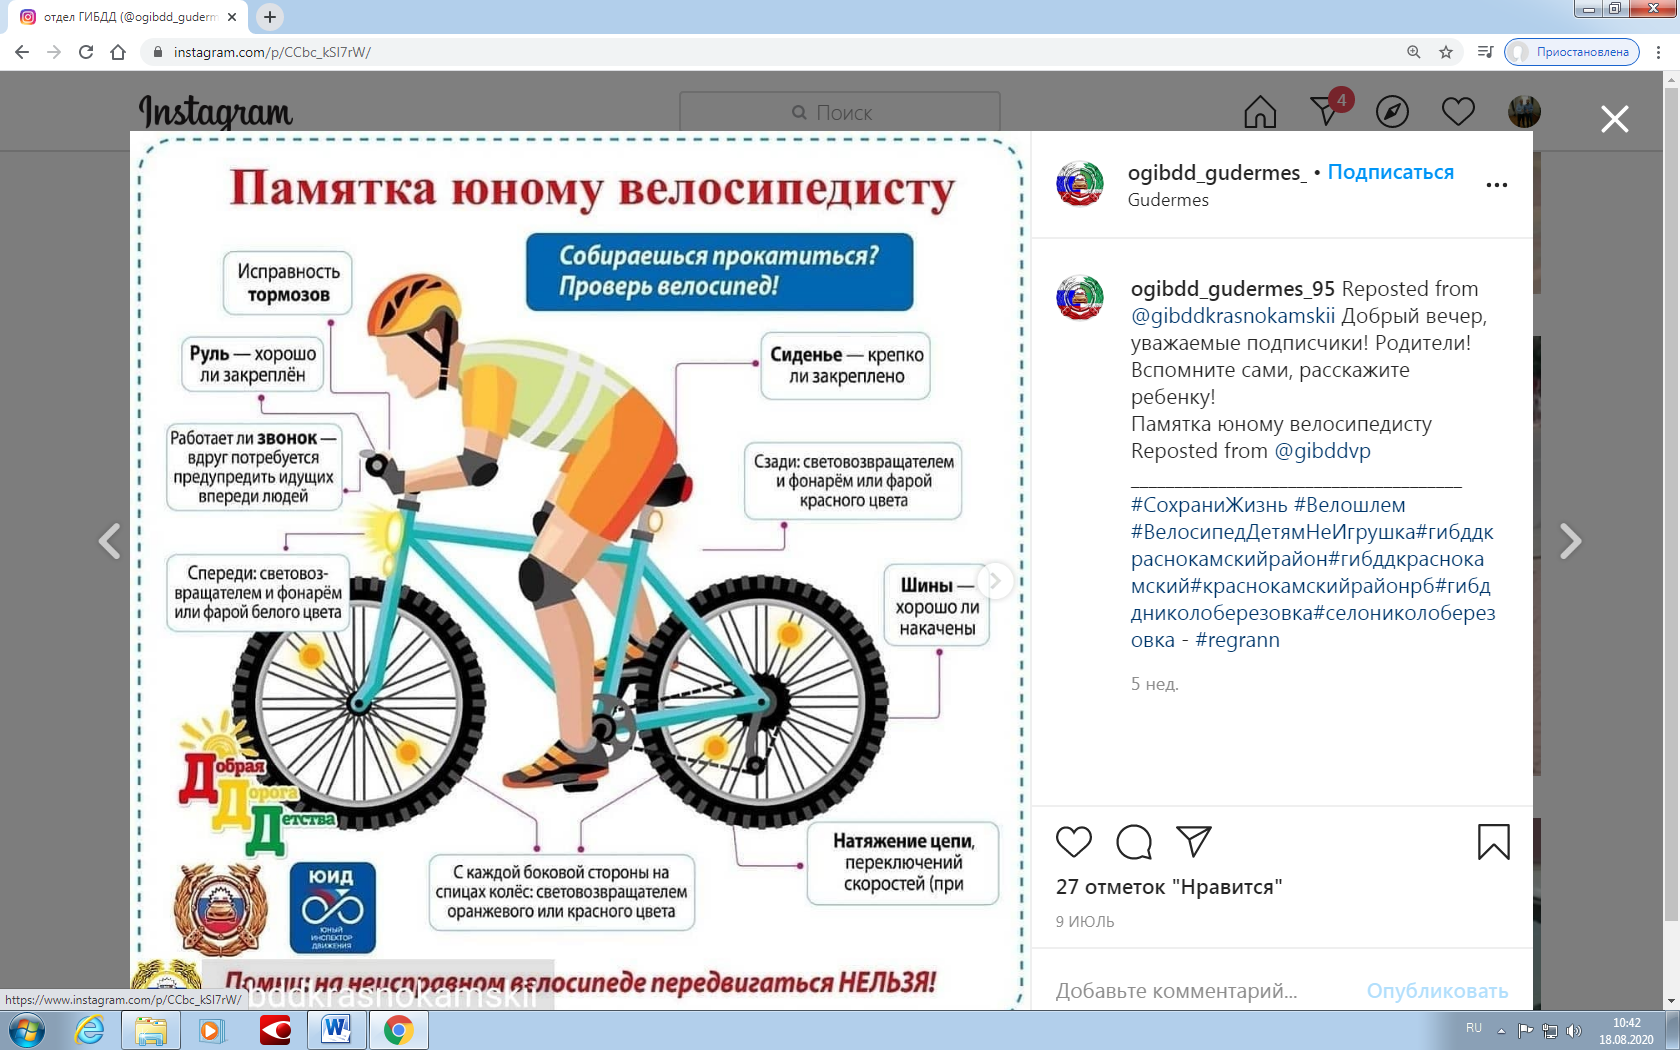 отдел ГИБДД (@ogibdd_guderm
instagram.com/p/CCbc_kSl7rW/
Приостановлена
Instagram
Поиск
4
Памятка юному велосипедисту
Собираешься прокатиться?
Проверь велосипед!
Исправность
тормозов
Руль — хорошо
ли закреплён
Работает ли звонок —
вдруг потребуется
предупредить идущих
впереди людей
Спереди: световоз-
вращателем и фонарём
или фарой белого цвета
Сиденье — крепко
ли закреплено
Сзади: световозвращателем
и фонарём или фарой
красного цвета
Шины —
хорошо ли
накачены
Натяжение цепи,
переключений
скоростей (при
С каждой боковой стороны на
спицах колёс: световозвращателем
оранжевого или красного цвета
Добрая
Дорога
Детства
ЮИД
ЮНЫЙ
ИНСПЕКТОР
ДВИЖЕНИЯ
Помни на неисправном велосипеде передвигаться НЕЛЬЗЯ!
bddkrasnokamskii
ogibdd_gudermes_ • Подписаться
Gudermes
ogibdd_gudermes_95 Reposted from
@gibddkrasnokamskii Добрый вечер,
уважаемые подписчики! Родители!
Вспомните сами, расскажите
ребенку!
Памятка юному велосипедисту
Reposted from @gibddvp
___________________________________
#СохраниЖизнь #Велошлем
#ВелосипедДетямНеИгрушка#гибддк
раснокамскийрайон#гибддкраснока
мский#краснокамскийрайонрб#гибд
дниколоберезовка#селониколоберез
овка - #regrann
5 нед.
27 отметок "Нравится"
9 ИЮЛЬ
Добавьте комментарий...
Опубликовать
https://www.instagram.com/p/CCbc_kSl7rW/
RU
10:42
18.08.2020